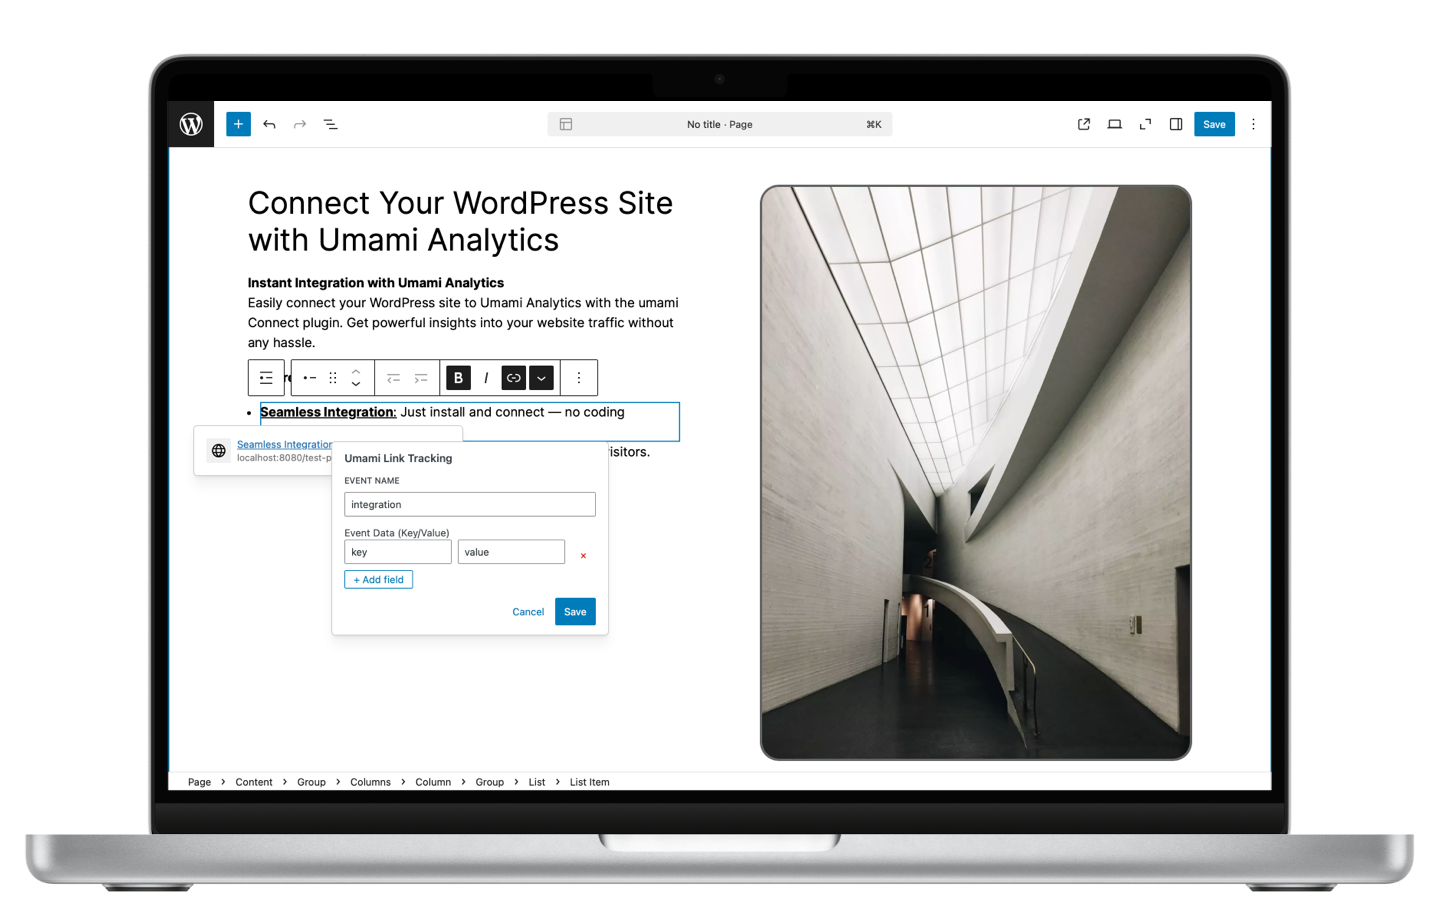 No title · Page
⌘K
Save
Connect Your WordPress Site
with Umami Analytics
Instant Integration with Umami Analytics
Easily connect your WordPress site to Umami Analytics with the umami
Connect plugin. Get powerful insights into your website traffic without
any hassle.
B I
Seamless Integration: Just install and connect — no coding
Seamless Integration
localhost:8080/test-p
isitors.
Umami Link Tracking
EVENT NAME
integration
Event Data (Key/Value)
key value ×
+ Add field
Cancel Save
2
1
Page > Content > Group > Columns > Column > Group > List > List Item